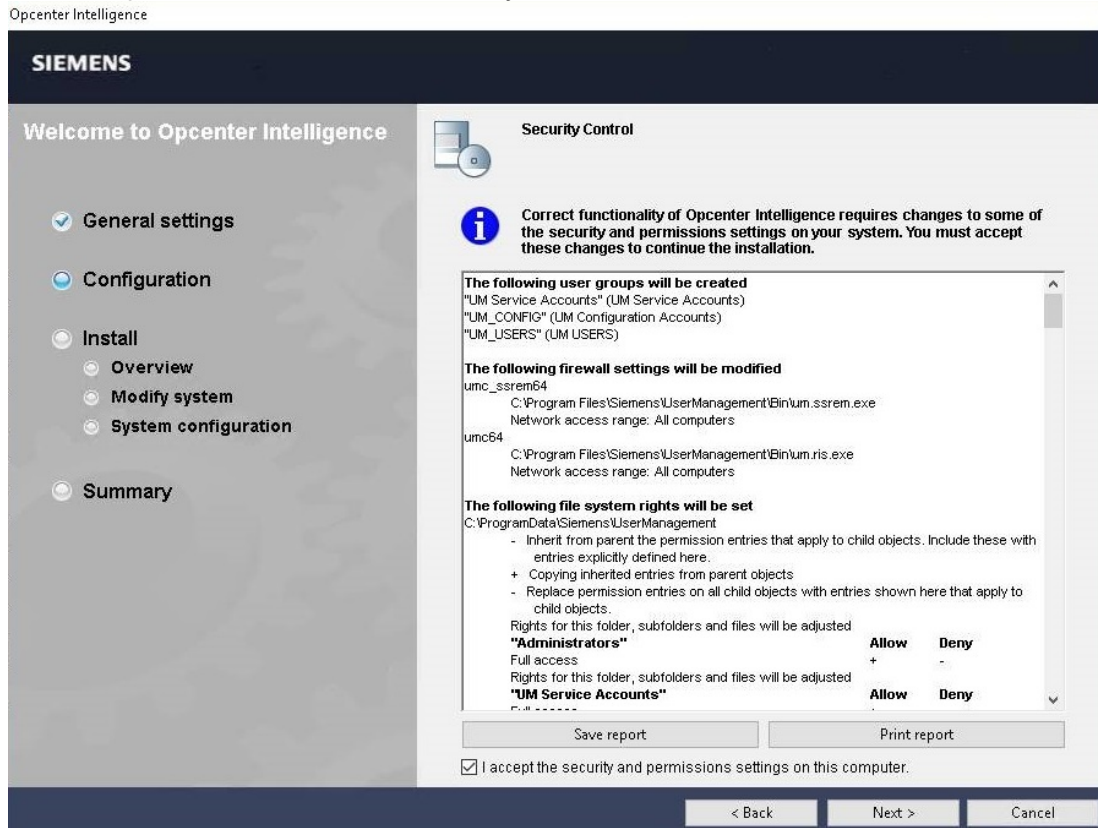 Opcenter Intelligence
SIEMENS
Welcome to Opcenter Intelligence
General settings
Configuration
Install
Overview
Modify system
System configuration
Summary
Security Control
Correct functionality of Opcenter Intelligence requires changes to some of
the security and permissions settings on your system. You must accept
these changes to continue the installation.
The following user groups will be created
"UM Service Accounts" (UM Service Accounts)
"UM_CONFIG" (UM Configuration Accounts)
"UM_USERS" (UM USERS)
The following firewall settings will be modified
umc_ssrem64
C:\Program Files\Siemens\UserManagement\Bin\um.ssrem.exe
Network access range: All computers
umc64
C:\Program Files\Siemens\UserManagement\Bin\um.ris.exe
Network access range: All computers
The following file system rights will be set
C:\ProgramData\Siemens\UserManagement
- Inherit from parent the permission entries that apply to child objects. Include these with
entries explicitly defined here.
+ Copying inherited entries from parent objects
- Replace permission entries on all child objects with entries shown here that apply to
child objects.
Rights for this folder, subfolders and files will be adjusted
"Administrators" Allow Deny
Full access + -
Rights for this folder, subfolders and files will be adjusted
"UM Service Accounts" Allow Deny
Save report
Print report
I accept the security and permissions settings on this computer.
< Back
Next >
Cancel